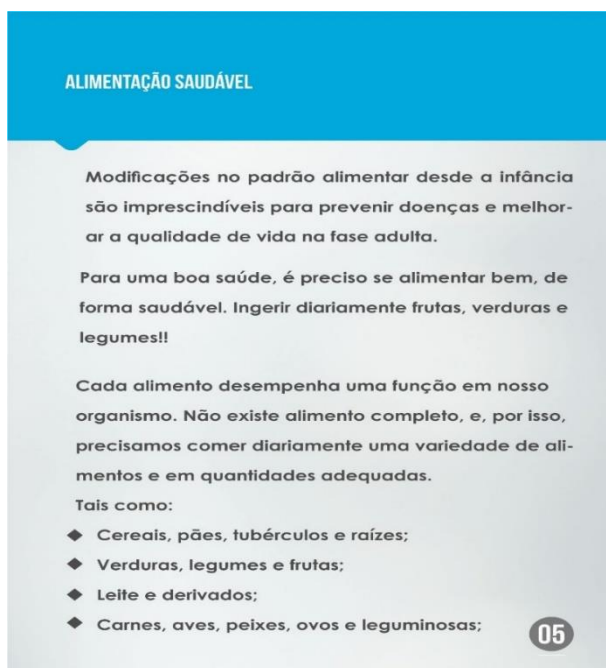 ALIMENTAÇÃO SAUDÁVEL
Modificações no padrão alimentar desde a infância
são imprescindíveis para prevenir doenças e melhor-
ar a qualidade de vida na fase adulta.
Para uma boa saúde, é preciso se alimentar bem, de
forma saudável. Ingerir diariamente frutas, verduras e
legumes!!
Cada alimento desempenha uma função em nosso
organismo. Não existe alimento completo, e, por isso,
precisamos comer diariamente uma variedade de ali-
mentos e em quantidades adequadas.
Tais como:
◆ Cereais, pães, tubérculos e raízes;
◆ Verduras, legumes e frutas;
◆ Leite e derivados;
◆ Carnes, aves, peixes, ovos e leguminosas;
05